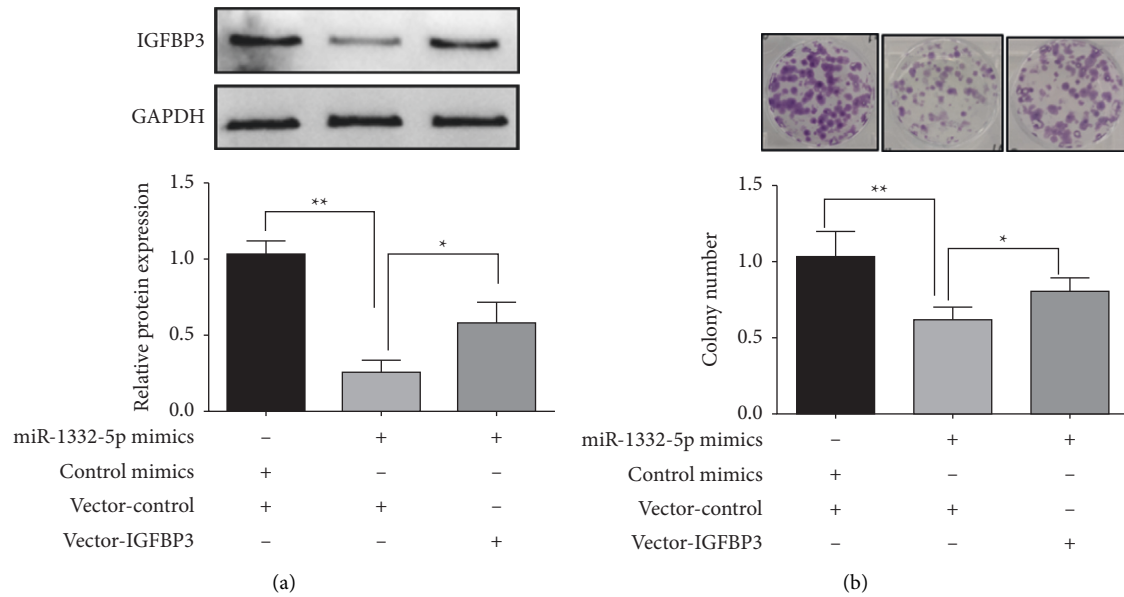 IGFBP3
GAPDH
Relative protein expression
1.5
1.0
0.5
0.0
**
*
miR-1332-5p mimics – + +
Control mimics + – –
Vector-control + + –
Vector-IGFBP3 – – +
(a)
Colony number
1.5
1.0
0.5
0.0
**
*
miR-1332-5p mimics – + +
Control mimics + – –
Vector-control + + –
Vector-IGFBP3 – – +
(b)